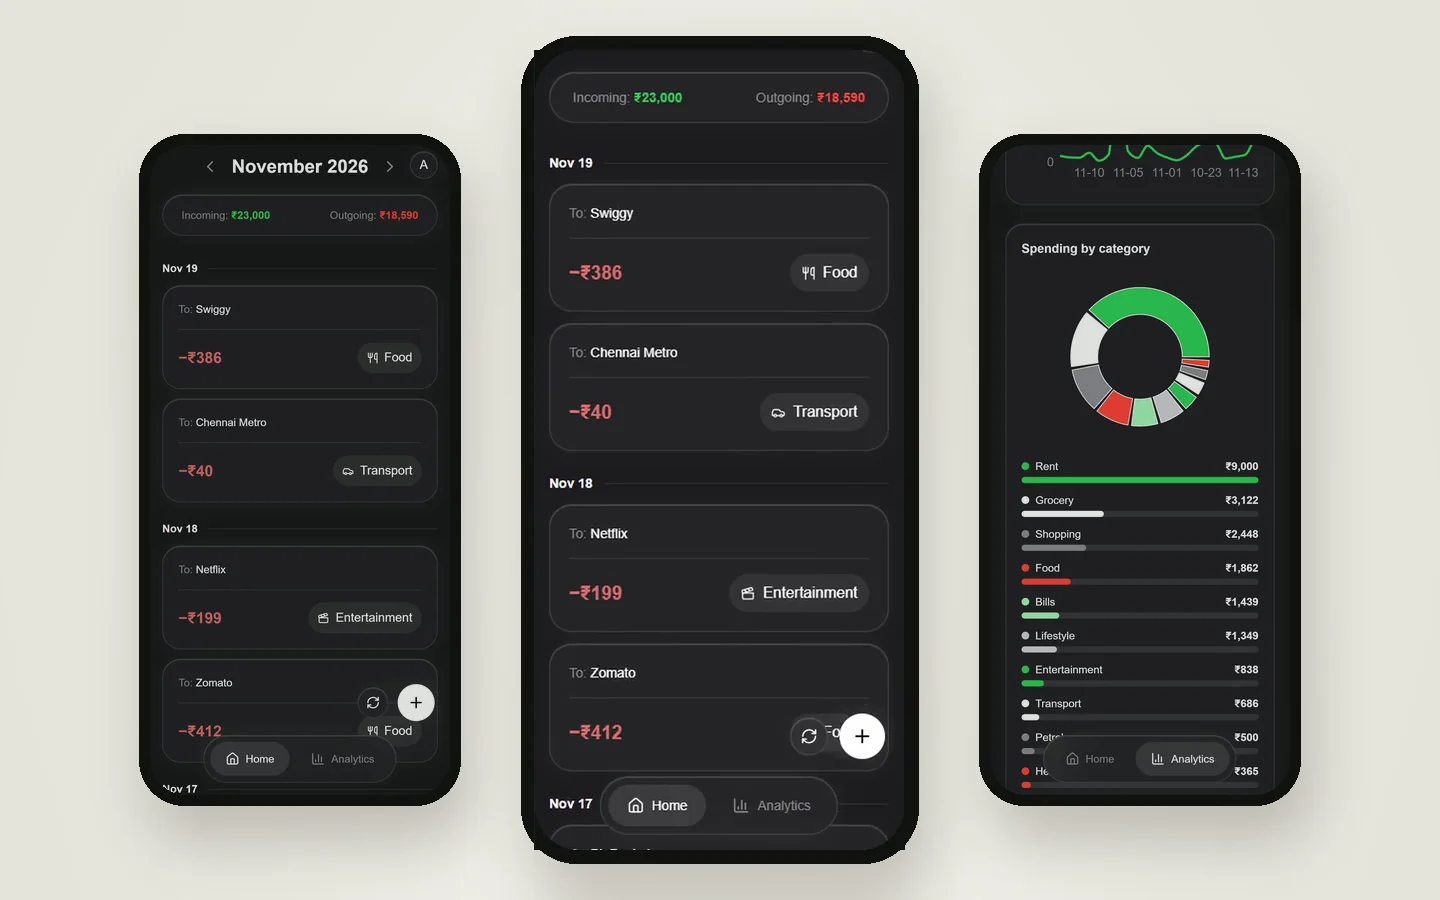 November 2026
A
Incoming: ₹23,000 Outgoing: ₹18,590
Nov 19
To: Swiggy
−₹386 Food
To: Chennai Metro
−₹40 Transport
Nov 18
To: Netflix
−₹199 Entertainment
To: Zomato
−₹412 Food
Home Analytics
Nov 17
Incoming: ₹23,000 Outgoing: ₹18,590
Nov 19
To: Swiggy
−₹386 Food
To: Chennai Metro
−₹40 Transport
Nov 18
To: Netflix
−₹199 Entertainment
To: Zomato
−₹412
Nov 17 Home Analytics
0
11-10 11-05 11-01 10-23 11-13
Spending by category
Rent ₹9,000
Grocery ₹3,122
Shopping ₹2,448
Food ₹1,862
Bills ₹1,439
Lifestyle ₹1,349
Entertainment ₹838
Transport ₹686
₹500
Home Analytics
₹365